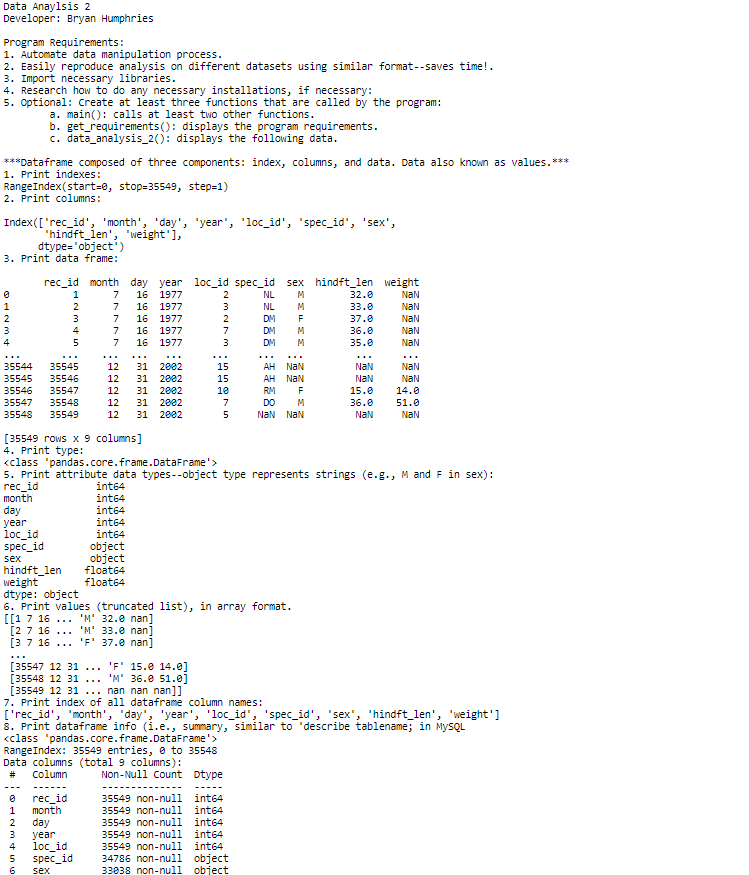 Data Anaylsis 2
Developer: Bryan Humphries

Program Requirements:
1. Automate data manipulation process.
2. Easily reproduce analysis on different datasets using similar format--saves time!.
3. Import necessary libraries.
4. Research how to do any necessary installations, if necessary:
5. Optional: Create at least three functions that are called by the program:
       a. main(): calls at least two other functions.
       b. get_requirements(): displays the program requirements.
       c. data_analysis_2(): displays the following data.

***Dataframe composed of three components: index, columns, and data. Data also known as values.***
1. Print indexes:
RangeIndex(start=0, stop=35549, step=1)
2. Print columns:

Index(['rec_id', 'month', 'day', 'year', 'loc_id', 'spec_id', 'sex',
       'hindft_len', 'weight'],
      dtype='object')
3. Print data frame:

       rec_id  month  day  year  loc_id spec_id  sex  hindft_len  weight
0           1      7   16  1977       2      NL    M        32.0     NaN
1           2      7   16  1977       3      NL    M        33.0     NaN
2           3      7   16  1977       2      DM    F        37.0     NaN
3           4      7   16  1977       7      DM    M        36.0     NaN
4           5      7   16  1977       3      DM    M        35.0     NaN
...       ...    ...  ...   ...     ...     ...  ...         ...     ...
35544   35545     12   31  2002      15      AH  NaN         NaN     NaN
35545   35546     12   31  2002      15      AH  NaN         NaN     NaN
35546   35547     12   31  2002      10      RM    F        15.0    14.0
35547   35548     12   31  2002       7      DO    M        36.0    51.0
35548   35549     12   31  2002       5     NaN  NaN         NaN     NaN

[35549 rows x 9 columns]
4. Print type:
<class 'pandas.core.frame.DataFrame'>
5. Print attribute data types--object type represents strings (e.g., M and F in sex):
rec_id          int64
month           int64
day             int64
year            int64
loc_id          int64
spec_id        object
sex            object
hindft_len    float64
weight        float64
dtype: object
6. Print values (truncated list), in array format.
[[1 7 16 ... 'M' 32.0 nan]
 [2 7 16 ... 'M' 33.0 nan]
 [3 7 16 ... 'F' 37.0 nan]
 ...
 [35547 12 31 ... 'F' 15.0 14.0]
 [35548 12 31 ... 'M' 36.0 51.0]
 [35549 12 31 ... nan nan nan]]
7. Print index of all dataframe column names:
['rec_id', 'month', 'day', 'year', 'loc_id', 'spec_id', 'sex', 'hindft_len', 'weight']
8. Print dataframe info (i.e., summary, similar to 'describe tablename; in MySQL
<class 'pandas.core.frame.DataFrame'>
RangeIndex: 35549 entries, 0 to 35548
Data columns (total 9 columns):
 #   Column      Non-Null Count  Dtype
---  ------      --------------  -----
 0   rec_id      35549 non-null  int64
 1   month       35549 non-null  int64
 2   day         35549 non-null  int64
 3   year        35549 non-null  int64
 4   loc_id      35549 non-null  int64
 5   spec_id     34786 non-null  object
 6   sex         33038 non-null  object